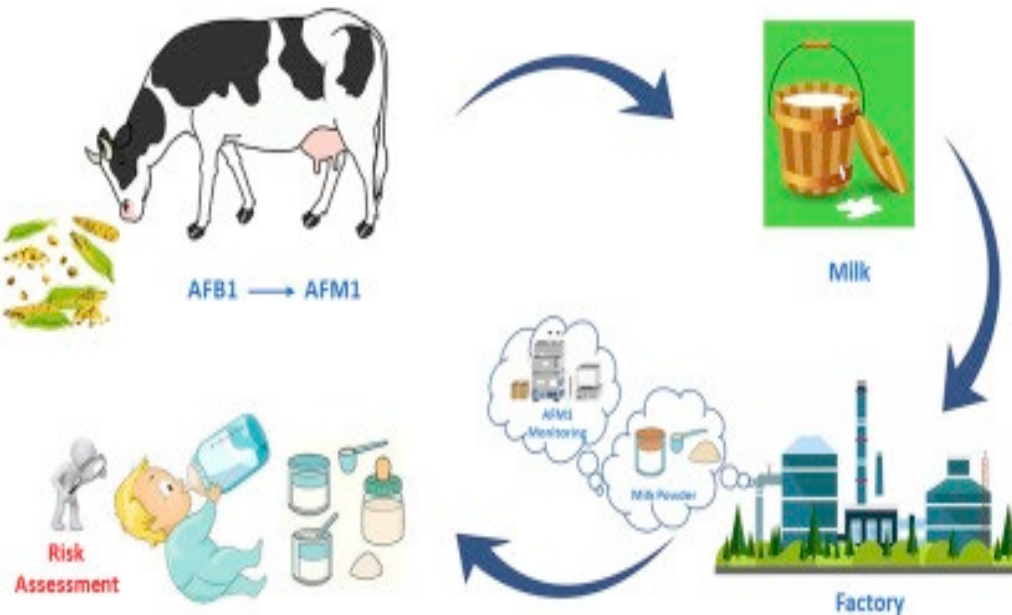 AFB1 → AFM1
Milk
AFM1
Monitoring
Milk Powder
Factory
Risk
Assessment